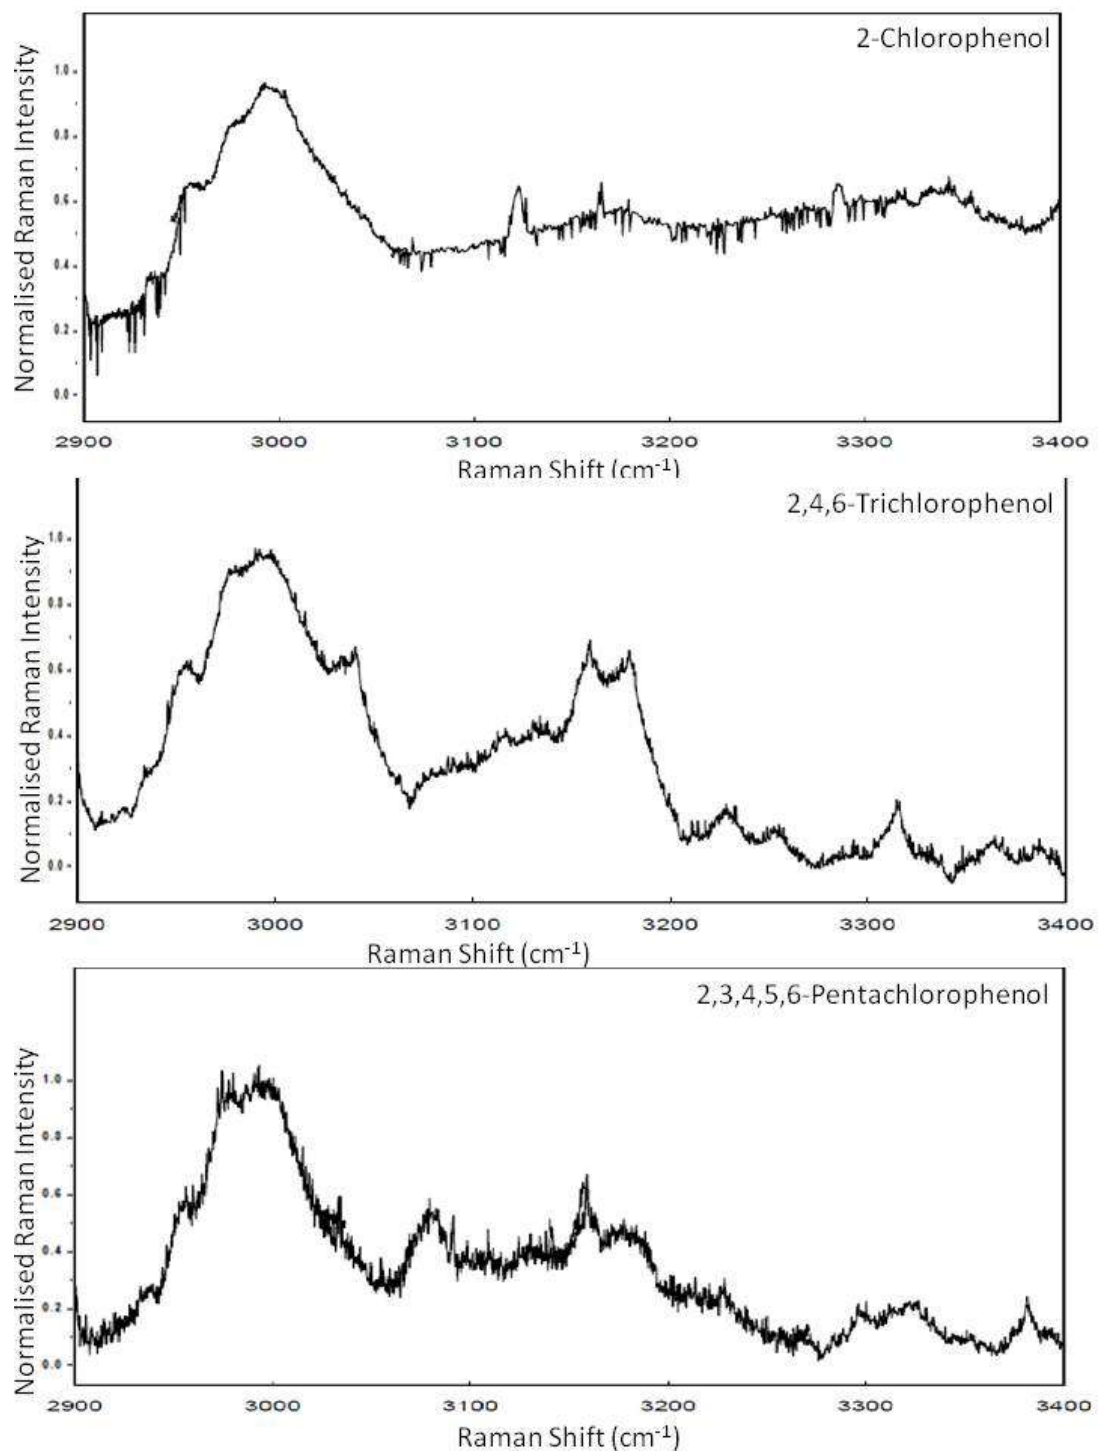 2-Chlorophenol
Normalised Raman Intensity
1.0
0.8
0.6
0.4
0.2
0.0
2900 3000 3100 3200 3300 3400
Raman Shift (cm-1)
2,4,6-Trichlorophenol
Normalised Raman Intensity
1.0
0.8
0.6
0.4
0.2
0.0
2900 3000 3100 3200 3300 3400
Raman Shift (cm-1)
2,3,4,5,6-Pentachlorophenol
Normalised Raman Intensity
1.0
0.8
0.6
0.4
0.2
0.0
2900 3000 3100 3200 3300 3400
Raman Shift (cm-1)